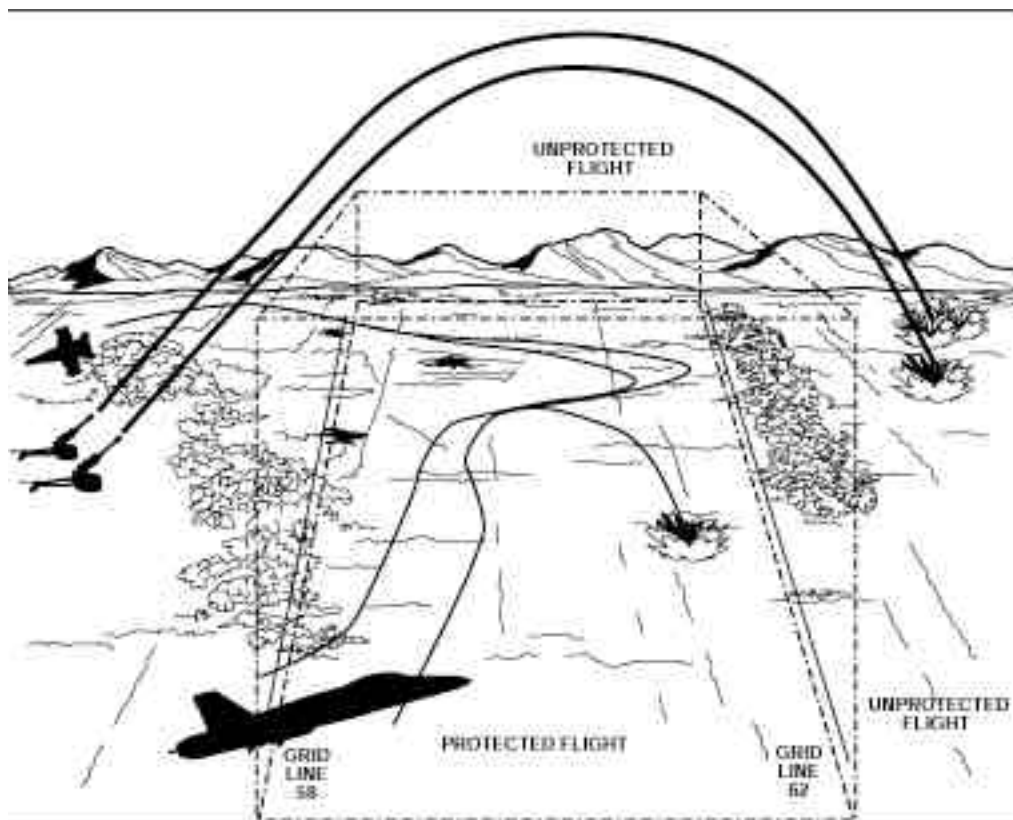 UNPROTECTED
FLIGHT
UNPROTECTED
FLIGHT
PROTECTED FLIGHT
GRID
LINE
58
GRID
LINE
62